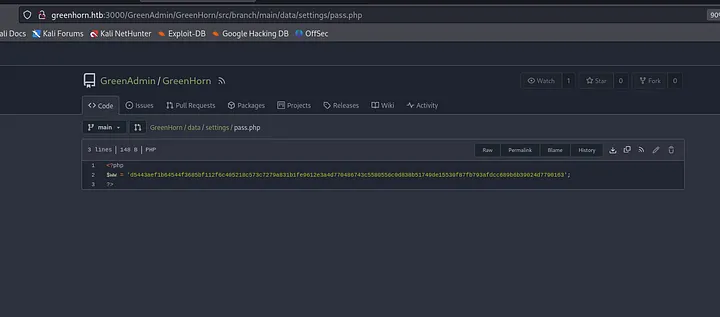 greenhorn.htb:3000/GreenAdmin/GreenHorn/src/branch/main/data/settings/pass.php
90%
ali Docs Kali Forums Kali NetHunter Exploit-DB Google Hacking DB OffSec
GreenAdmin / GreenHorn
Watch 1 Star 0 Fork 0
Code Issues Pull Requests Packages Projects Releases Wiki Activity
main GreenHorn / data / settings / pass.php
3 lines 148 B PHP
Raw Permalink Blame History
1 <?php
2 $ww =
3 ?>